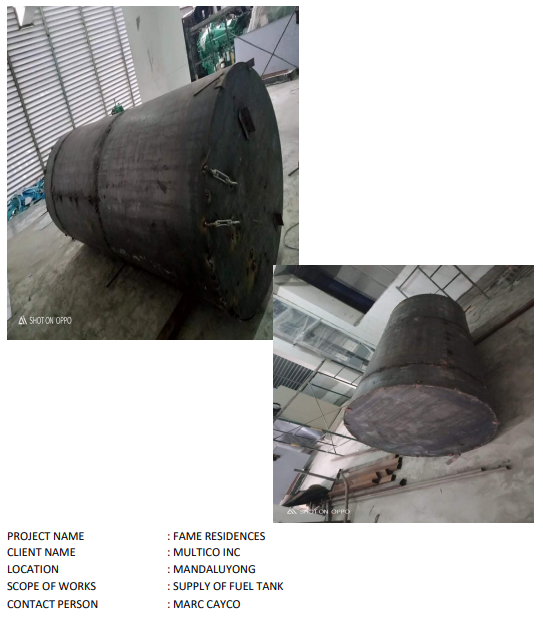 SHOT ON OPPO
SHOT ON OPPO
PROJECT NAME : FAME RESIDENCES
CLIENT NAME : MULTICO INC
LOCATION : MANDALUYONG
SCOPE OF WORKS : SUPPLY OF FUEL TANK
CONTACT PERSON : MARC CAYCO